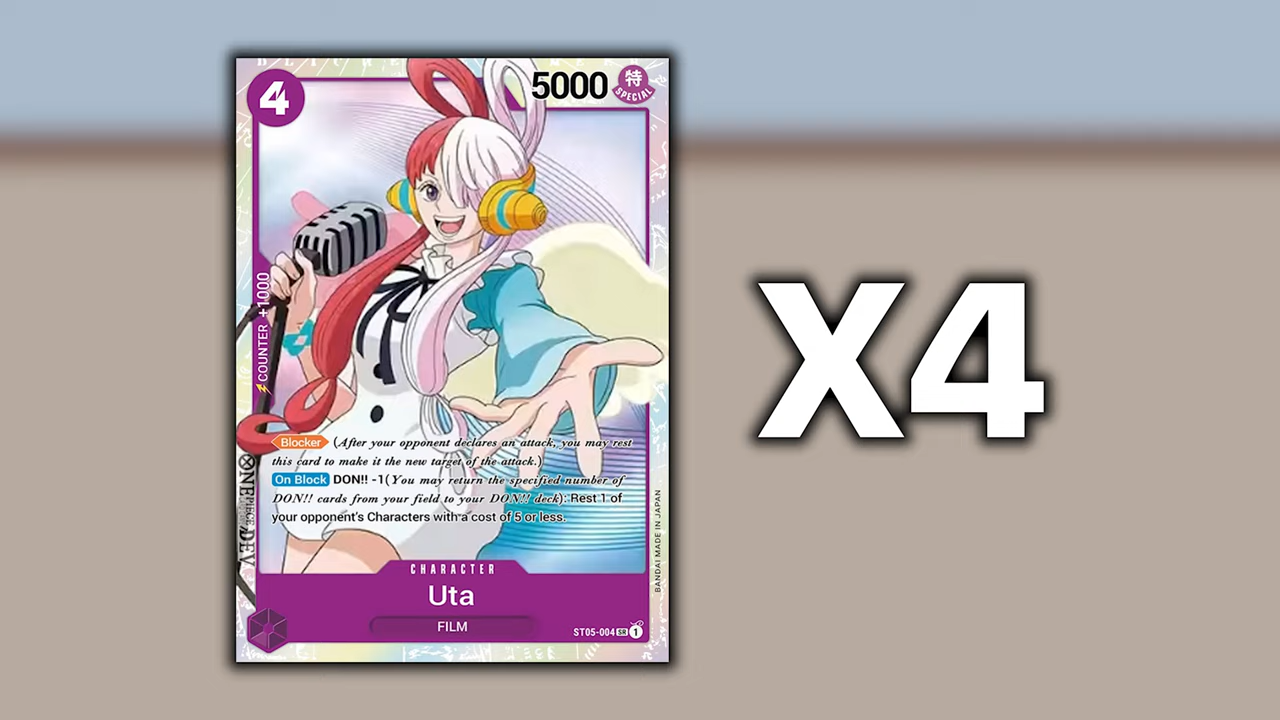 4
5000
特
SPECIAL
COUNTER +1000
Blocker (After your opponent declares an attack, you may rest
this card to make it the new target of the attack.)
On Block DON!! -1(You may return the specified number of
DON!! cards from your field to your DON!! deck): Rest 1 of
your opponent's Characters with a cost of 5 or less.
CHARACTER
Uta
FILM
ST05-004 SR 1
BANDAI MADE IN JAPAN
X4